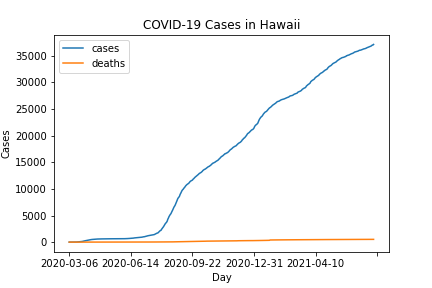 COVID-19 Cases in Hawaii
cases
deaths
35000
30000
25000
20000
15000
10000
5000
0
Cases
2020-03-06 2020-06-14 2020-09-22 2020-12-31 2021-04-10
Day